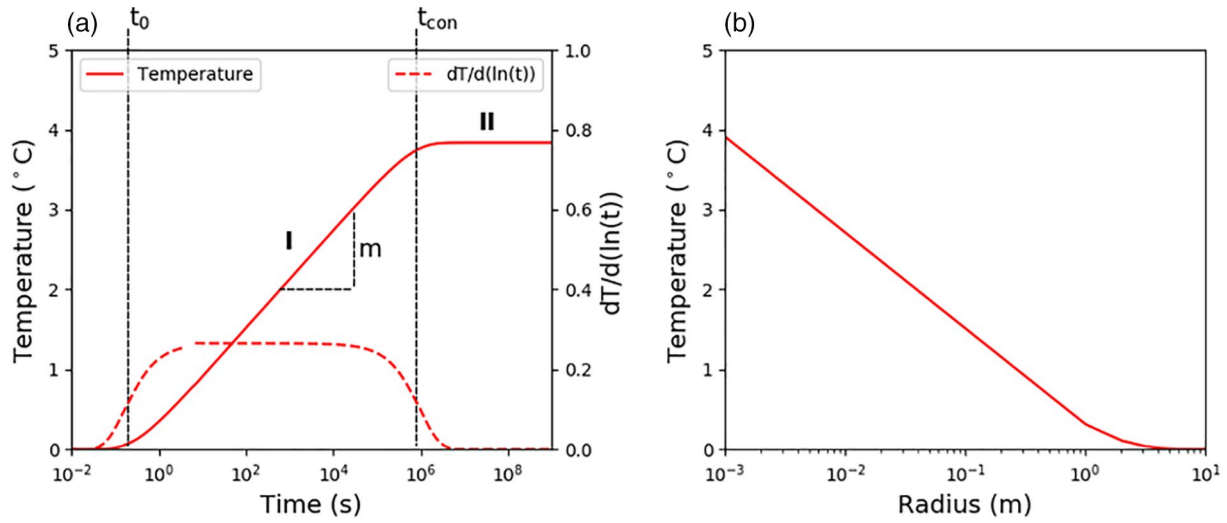 (a)
t0
tcon
(b)
Temperature
dT/d(ln(t))
5
4
3
2
1
0
Temperature (°C)
I
II
m
1.0
0.8
0.6
0.4
0.2
0.0
dT/d(ln(t))
10⁻² 10⁰ 10² 10⁴ 10⁶ 10⁸
Time (s)
5
4
3
2
1
0
Temperature (°C)
10⁻³ 10⁻² 10⁻¹ 10⁰ 10¹
Radius (m)